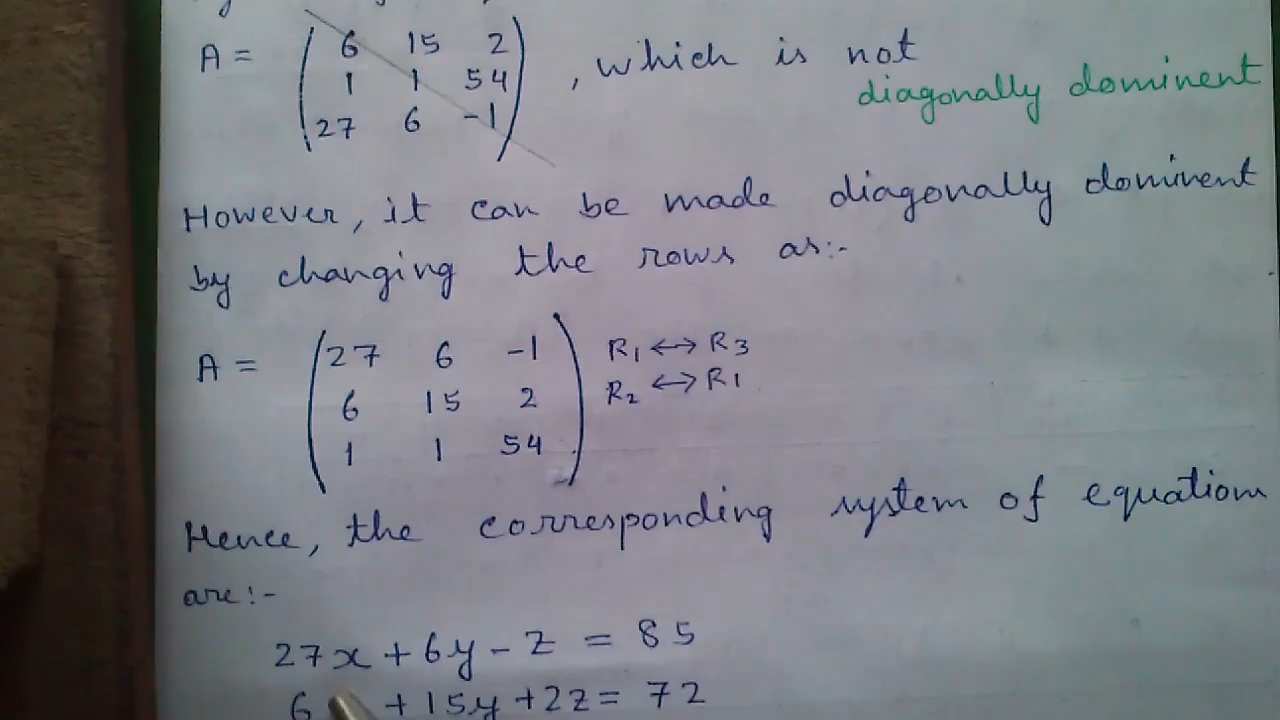 A = ( 6 15 2
1 1 54 , which is not
27 6 -1 ) diagonally dominent
However, it can be made diagonally dominent
by changing the rows as:-
A = ( 27 6 -1 R1 ↔ R3
6 15 2 R2 ↔ R1
1 1 54 )
Hence, the corresponding system of equation
are:-
27x + 6y - z = 85
6 + 15y + 2z = 72